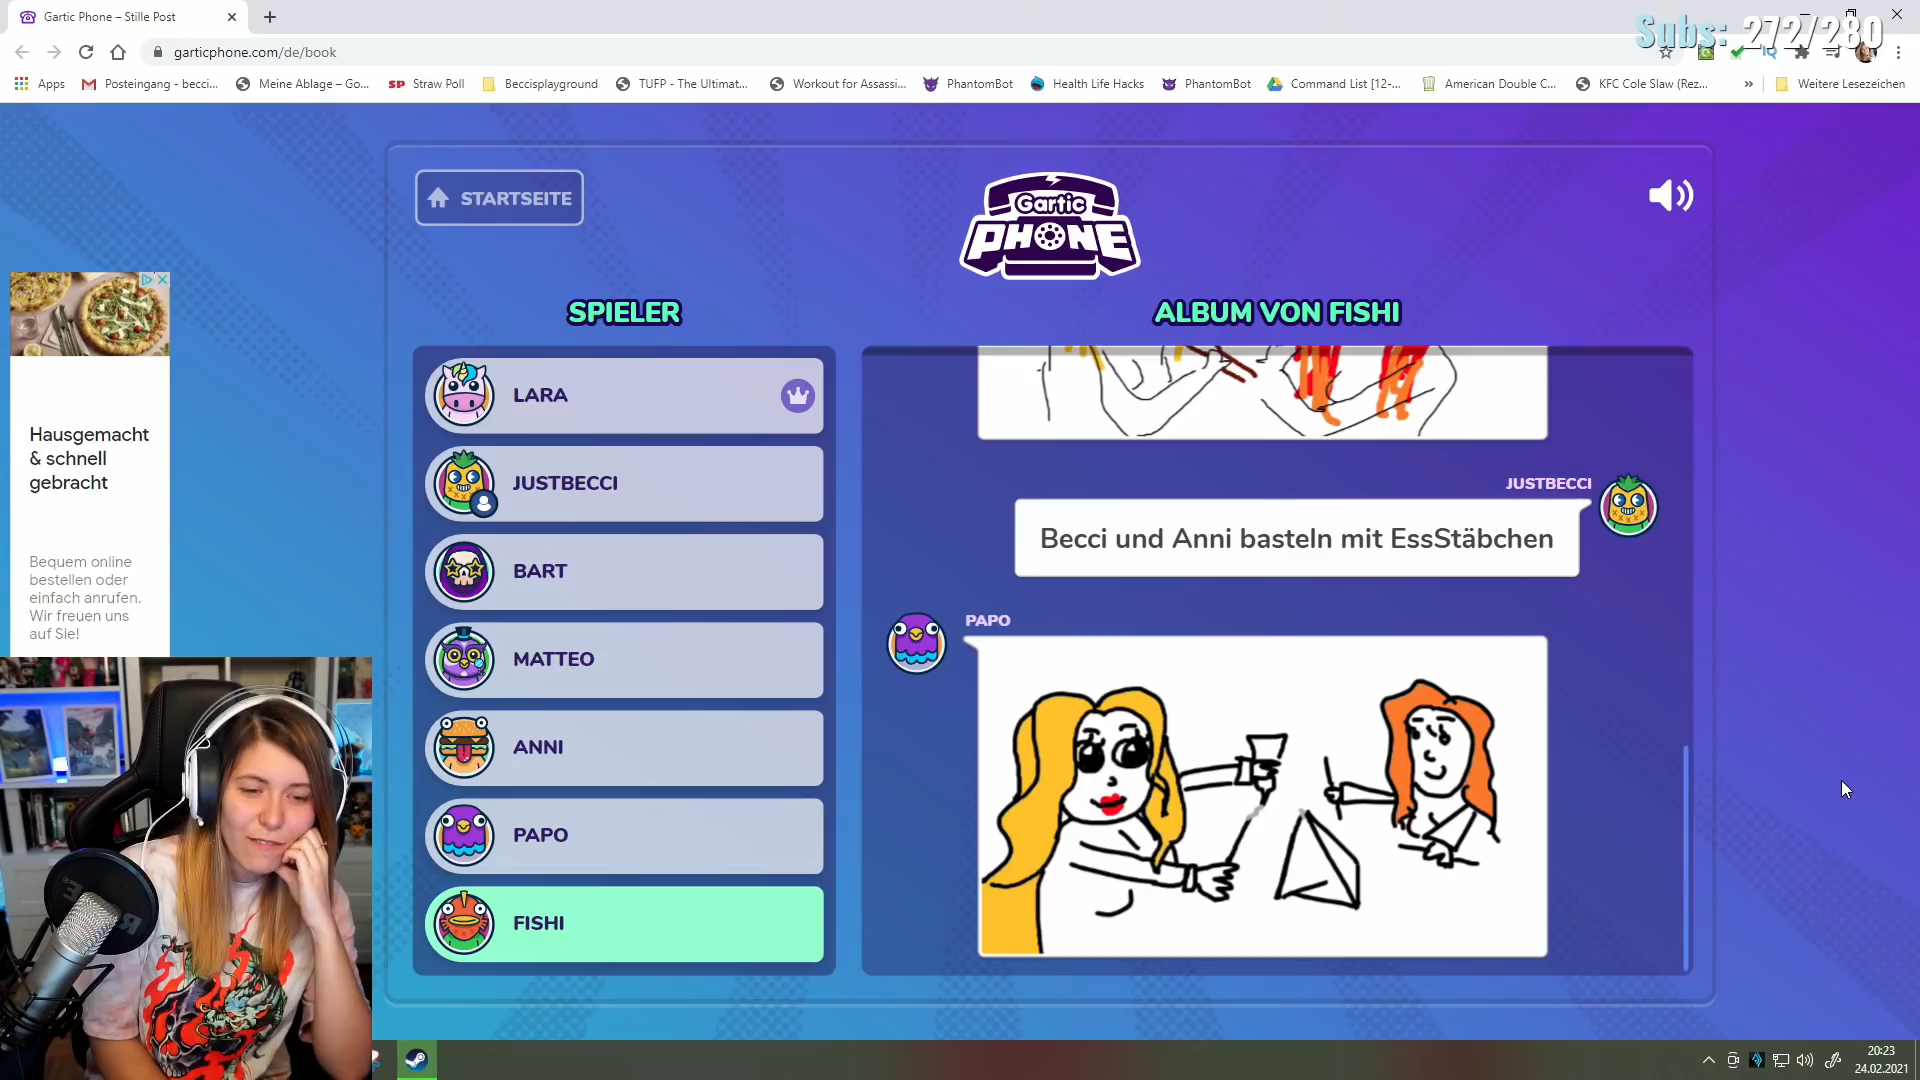 Gartic Phone – Stille Post
Subs: 272/280
garticphone.com/de/book
Apps
Posteingang - becci...
Meine Ablage – Go...
SP Straw Poll
Beccisplayground
TUFP - The Ultimat...
Workout for Assassi...
PhantomBot
Health Life Hacks
PhantomBot
Command List [12-...
American Double C...
KFC Cole Slaw (Rez...
»
Weitere Lesezeichen
STARTSEITE
Gartic
PHONE
SPIELER
ALBUM VON FISHI
LARA
JUSTBECCI
BART
MATTEO
ANNI
PAPO
FISHI
JUSTBECCI
Becci und Anni basteln mit EssStäbchen
PAPO
Hausgemacht
& schnell
gebracht
Bequem online
bestellen oder
einfach anrufen.
Wir freuen uns
auf Sie!
20:23
24.02.2021